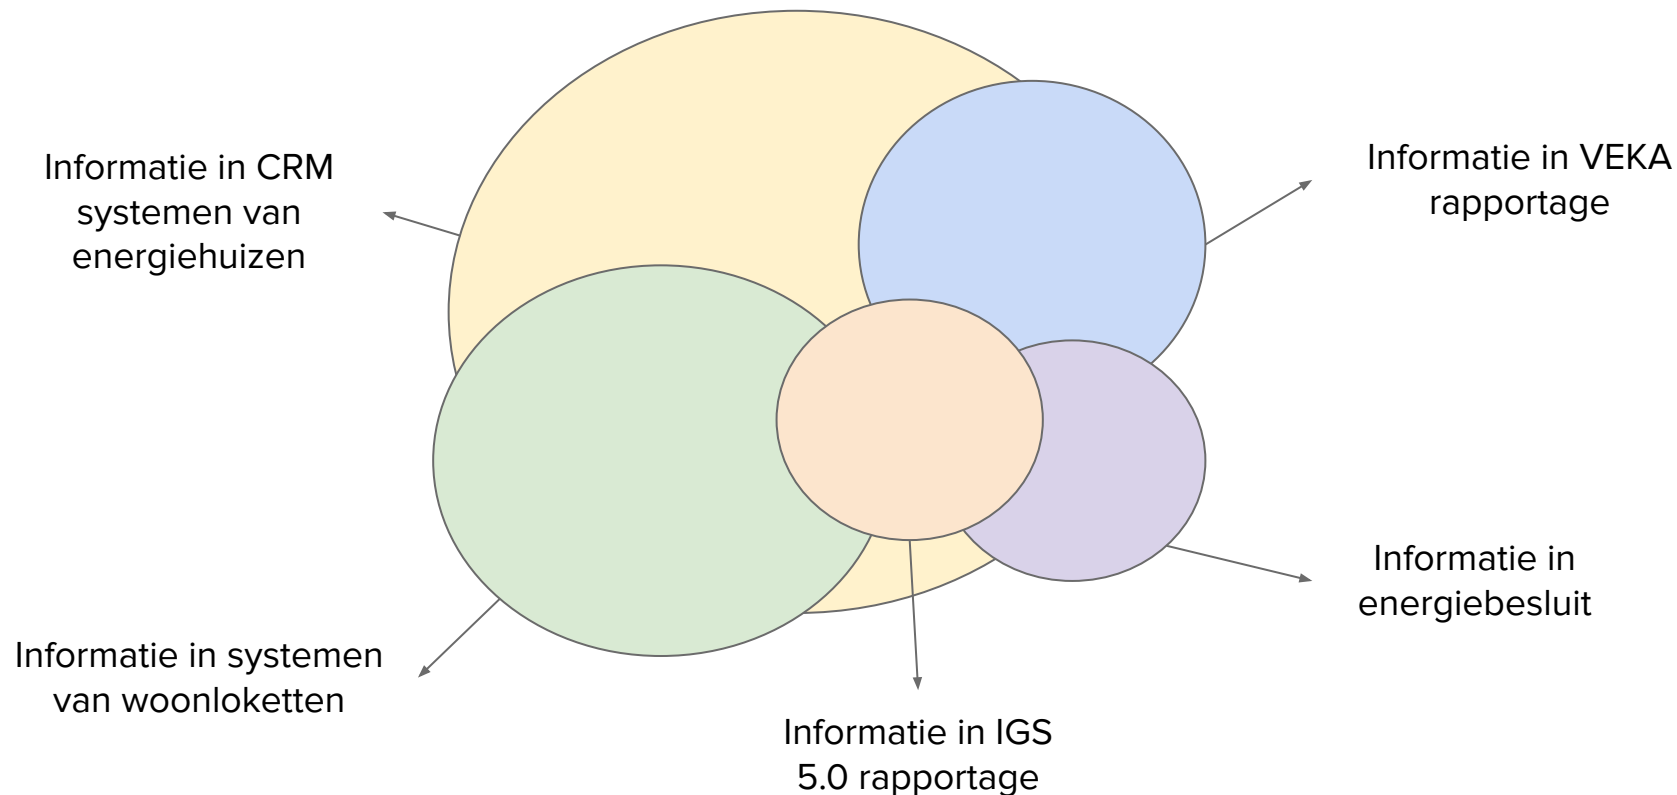 Informatie in CRM
systemen van
energiehuizen
Informatie in VEKA
rapportage
Informatie in
energiebesluit
Informatie in systemen
van woonloketten
Informatie in IGS
5.0 rapportage